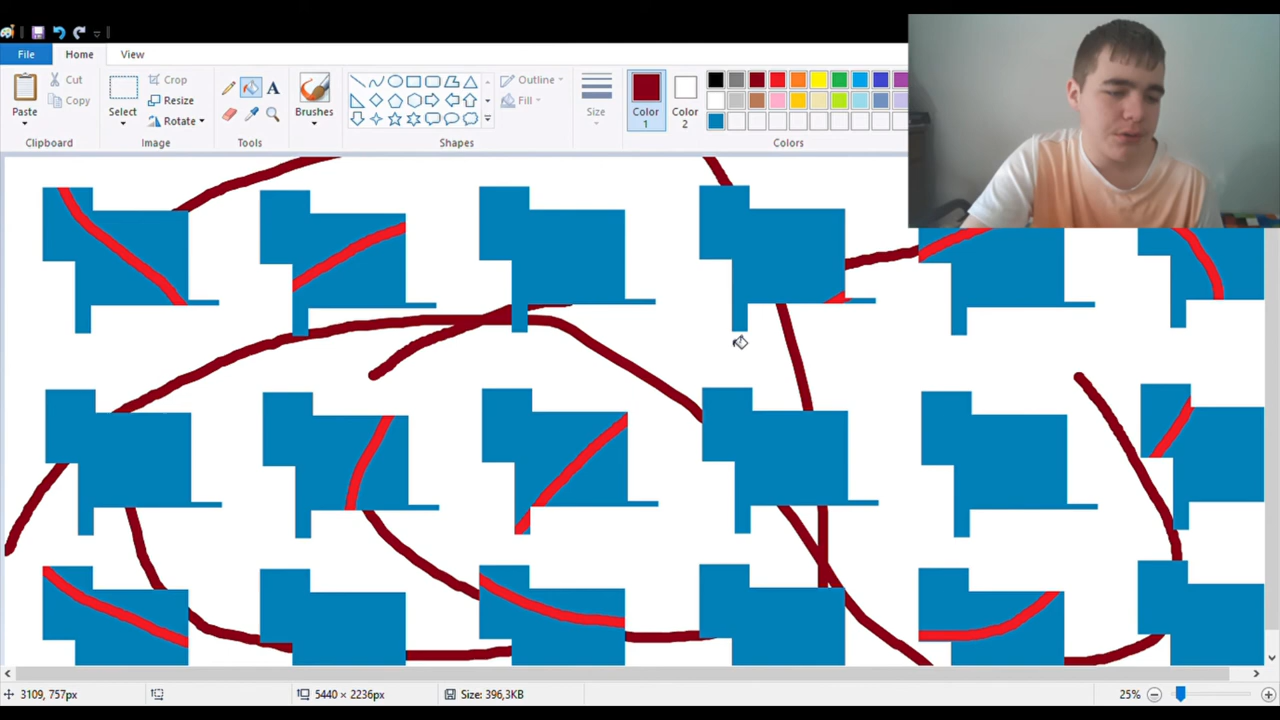 File Home View
Paste Cut Copy
Select Crop Resize Rotate
Brushes
Outline Fill
Size
Color 1
Color 2
Clipboard Image Tools Shapes Colors
3109, 757px 5440 × 2236px Size: 396,3KB 25%